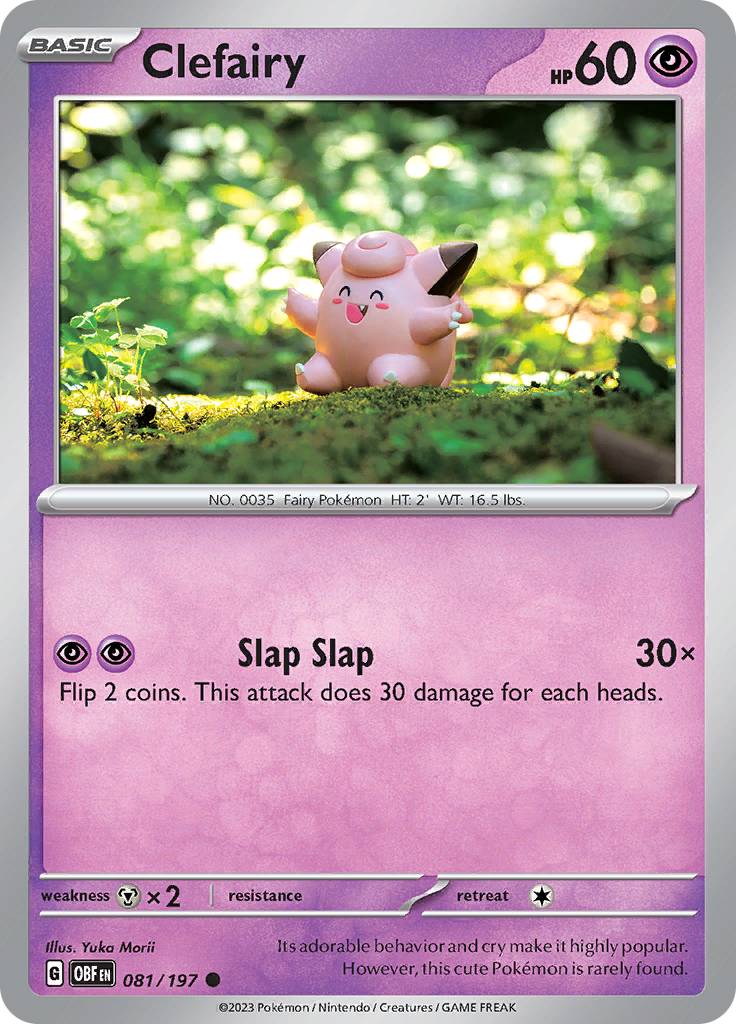 BASIC
Clefairy
HP60
NO. 0035 Fairy Pokémon HT: 2' WT: 16.5 lbs.
Slap Slap 30×
Flip 2 coins. This attack does 30 damage for each heads.
weakness ×2 resistance retreat
Illus. Yuka Morii
Its adorable behavior and cry make it highly popular.
However, this cute Pokémon is rarely found.
G OBF EN 081/197
©2023 Pokémon / Nintendo / Creatures / GAME FREAK